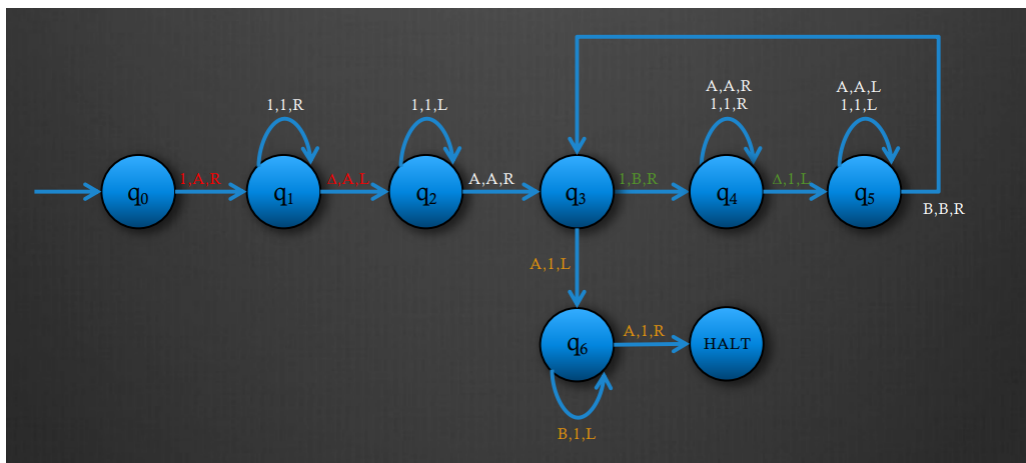 A,A,R
1,1,R
A,A,L
1,1,L
1,1,R
1,1,L
q0
1,A,R
q1
Δ,A,L
q2
A,A,R
q3
1,B,R
q4
Δ,1,L
q5
B,B,R
A,1,L
q6
A,1,R
HALT
B,1,L